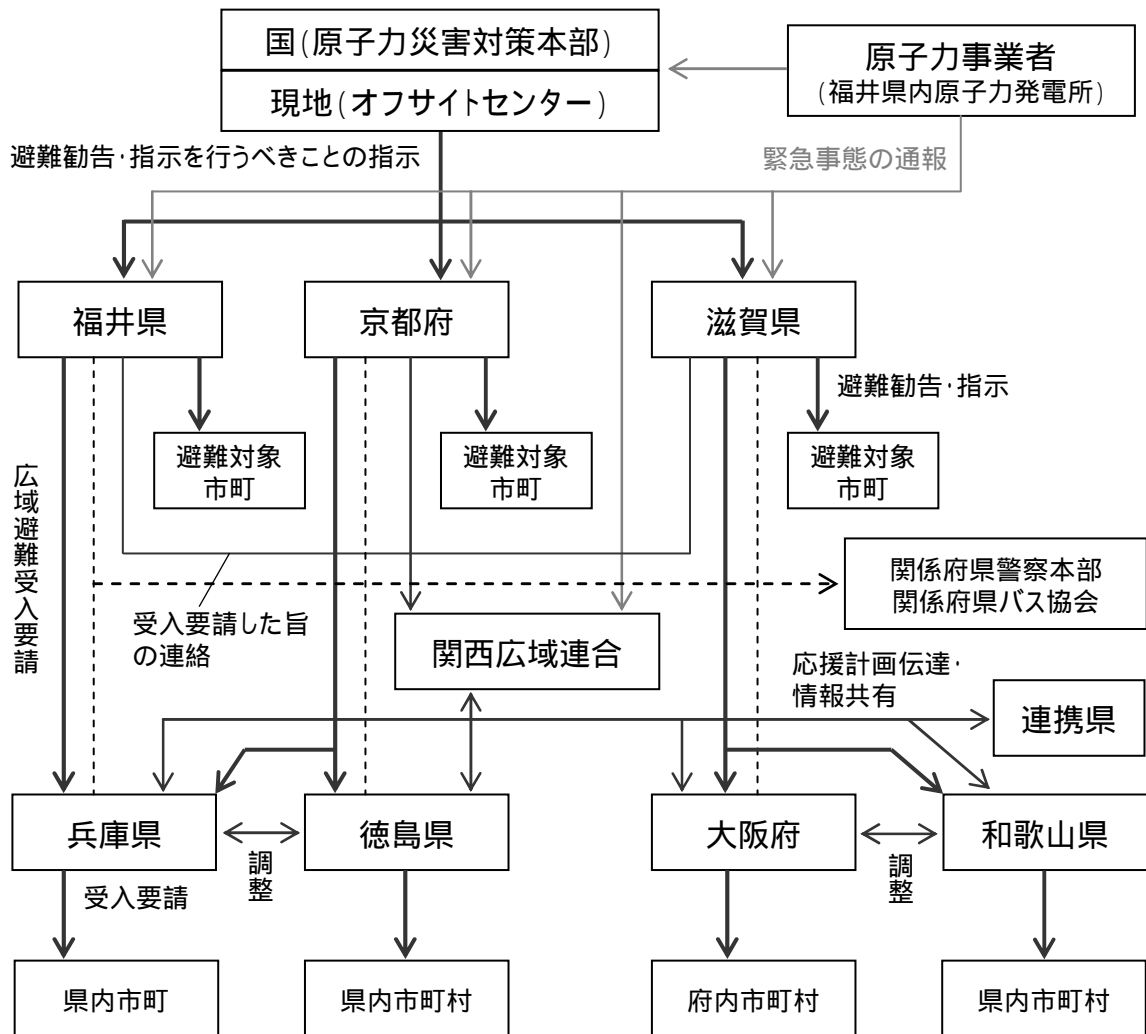 国(原子力災害対策本部)
現地(オフサイトセンター)
原子力事業者
(福井県内原子力発電所)
避難勧告・指示を行うべきことの指示
緊急事態の通報
福井県
京都府
滋賀県
避難勧告・指示
避難対象
市町
避難対象
市町
避難対象
市町
広域避難受入要請
関係府県警察本部
関係府県バス協会
受入要請した旨
の連絡
関西広域連合
応援計画伝達・
情報共有
連携県
兵庫県
徳島県
大阪府
和歌山県
調整
調整
受入要請
県内市町
県内市町村
府内市町村
県内市町村